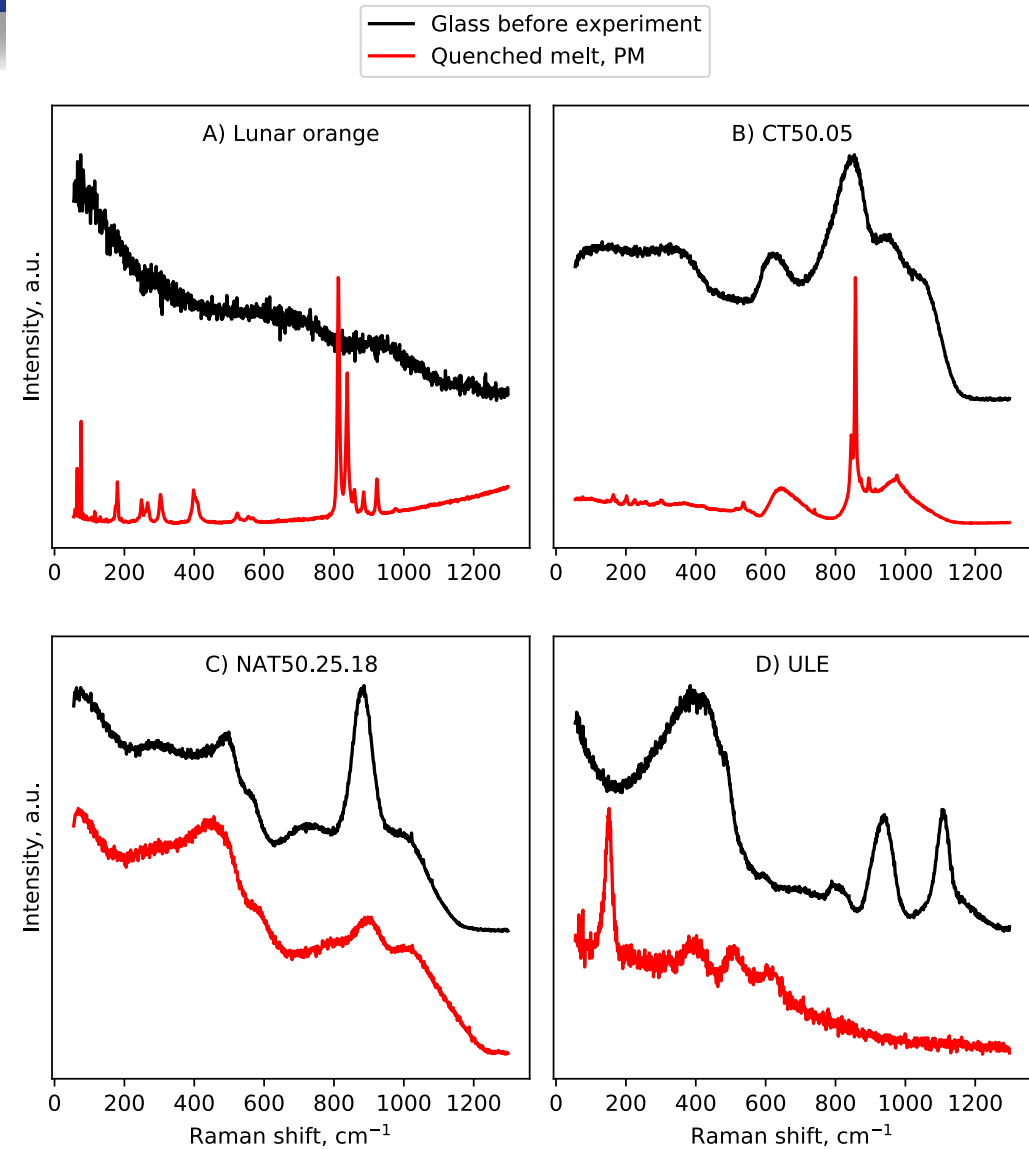 Glass before experiment
Quenched melt, PM
A) Lunar orange
B) CT50.05
Intensity, a.u.
0 200 400 600 800 1000 1200
0 200 400 600 800 1000 1200
C) NAT50.25.18
D) ULE
Intensity, a.u.
0 200 400 600 800 1000 1200
0 200 400 600 800 1000 1200
Raman shift, cm⁻¹
Raman shift, cm⁻¹